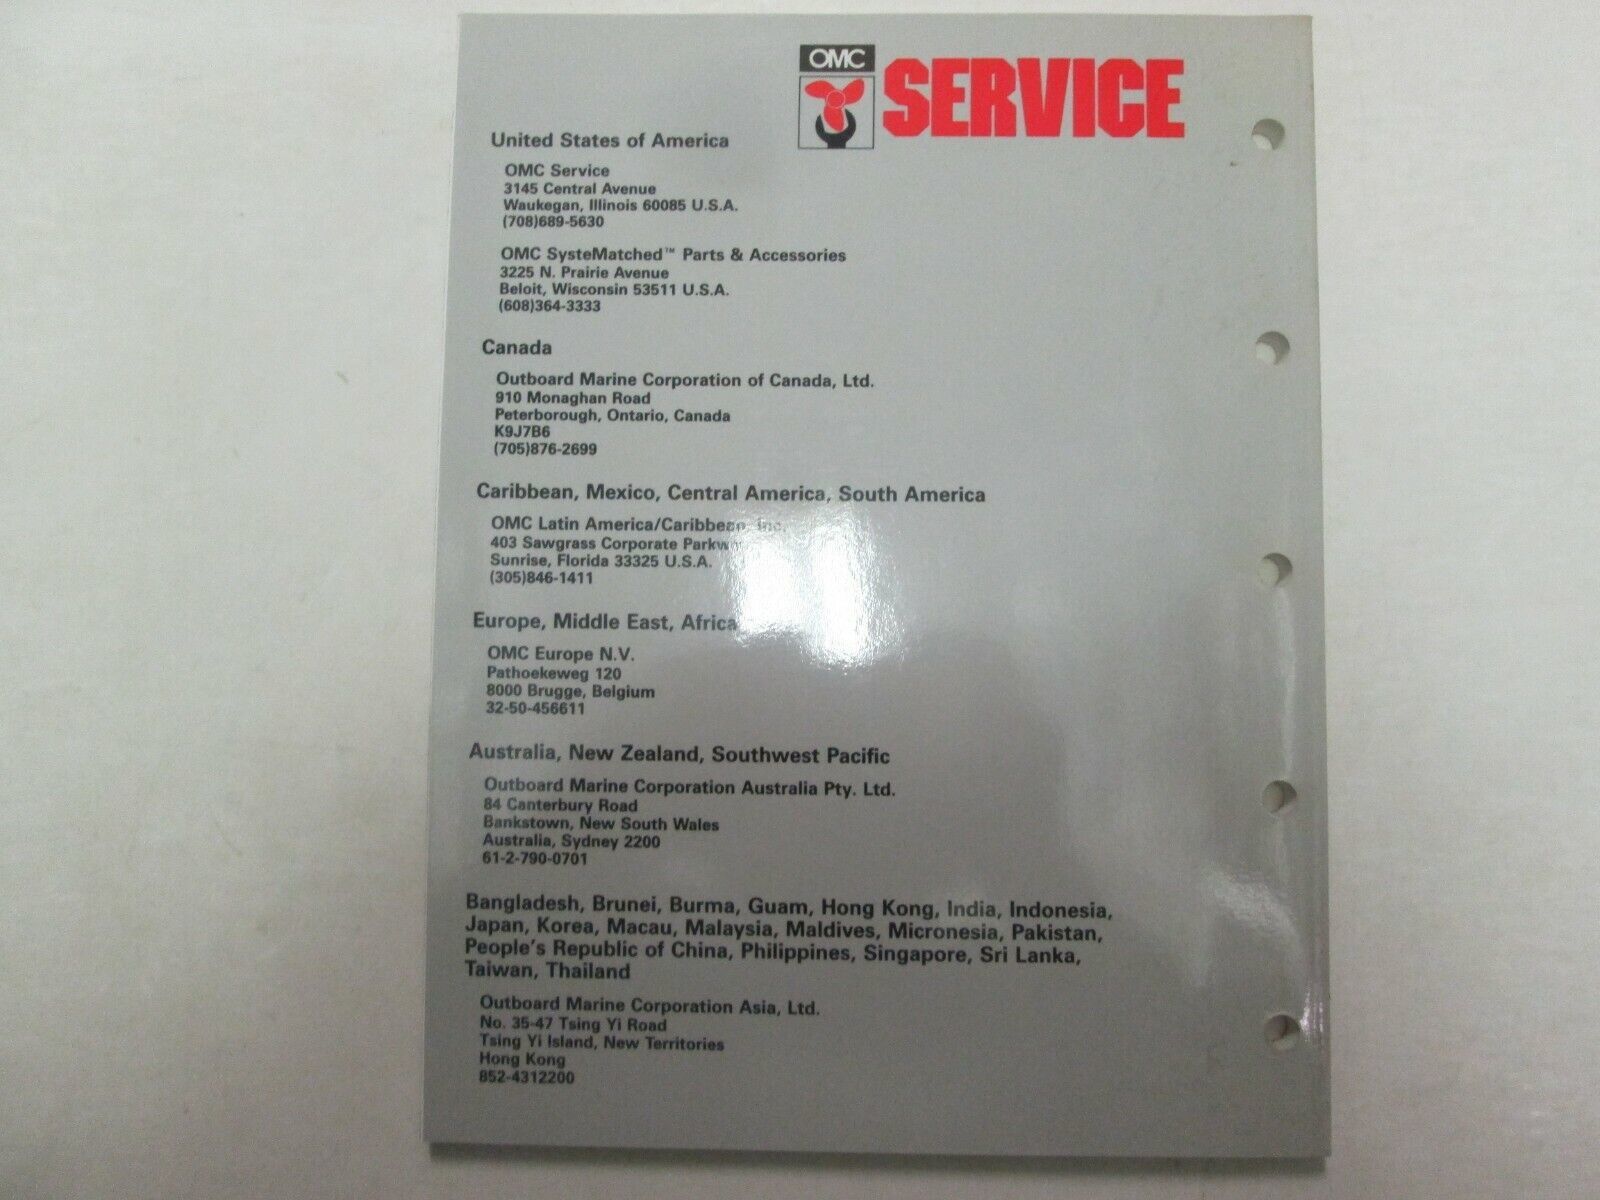 OMC
SERVICE
United States of America
OMC Service
3145 Central Avenue
Waukegan, Illinois 60085 U.S.A.
(708)689-5630
OMC SysteMatched™ Parts & Accessories
3225 N. Prairie Avenue
Beloit, Wisconsin 53511 U.S.A.
(608)364-3333
Canada
Outboard Marine Corporation of Canada, Ltd.
910 Monaghan Road
Peterborough, Ontario, Canada
K9J7B6
(705)876-2699
Caribbean, Mexico, Central America, South America
OMC Latin America/Caribbean, Inc.
403 Sawgrass Corporate
Sunrise, Florida 33325 U.S.A.
(305)846-1411
Europe, Middle East, Africa
OMC Europe N.V.
Pathoekeweg 120
8000 Brugge, Belgium
32-50-456611
Australia, New Zealand, Southwest Pacific
Outboard Marine Corporation Australia Pty. Ltd.
84 Canterbury Road
Bankstown, New South Wales
Australia, Sydney 2200
61-2-790-0701
Bangladesh, Brunei, Burma, Guam, Hong Kong, India, Indonesia,
Japan, Korea, Macau, Malaysia, Maldives, Micronesia, Pakistan,
People's Republic of China, Philippines, Singapore, Sri Lanka,
Taiwan, Thailand
Outboard Marine Corporation Asia, Ltd.
No. 35-47 Tsing Yi Road
Tsing Yi Island, New Territories
Hong Kong
852-4312200